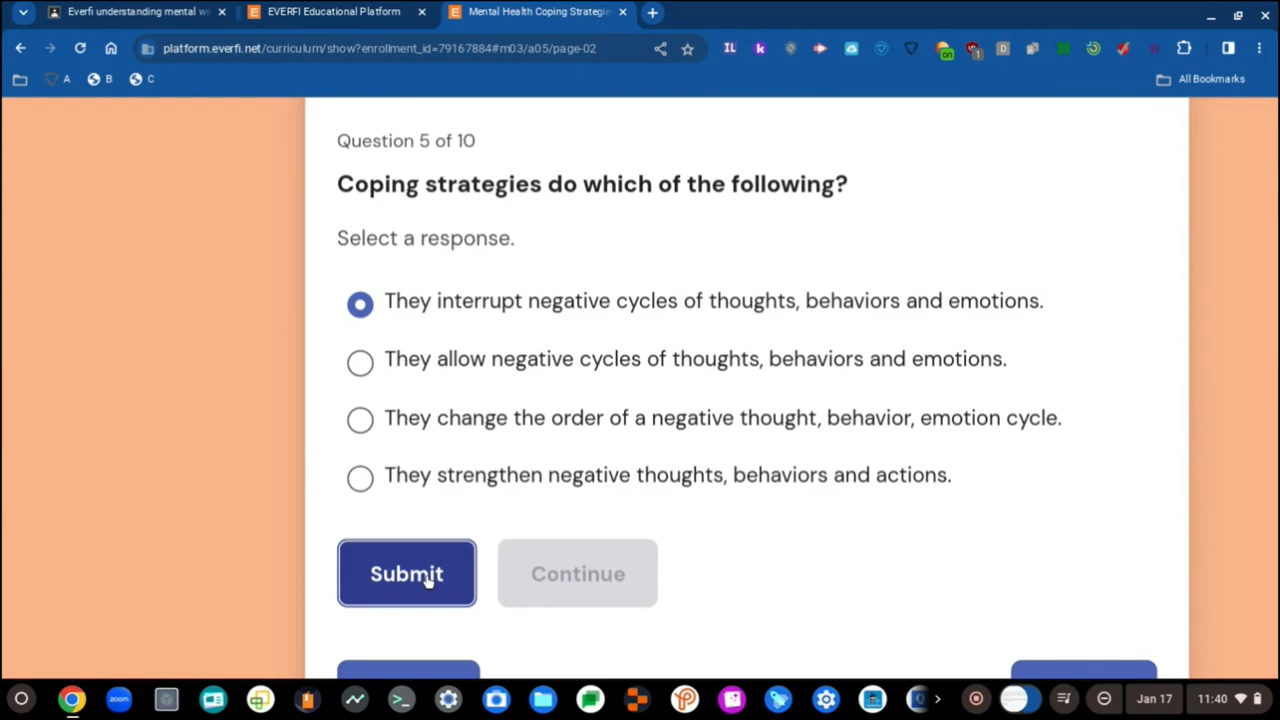 Everfi understanding mental we
EVERFI Educational Platform
Mental Health Coping Strategie
platform.everfi.net/curriculum/show?enrollment_id=79167884#m03/a05/page-02
A
B
C
All Bookmarks
Question 5 of 10
Coping strategies do which of the following?
Select a response.
They interrupt negative cycles of thoughts, behaviors and emotions.
They allow negative cycles of thoughts, behaviors and emotions.
They change the order of a negative thought, behavior, emotion cycle.
They strengthen negative thoughts, behaviors and actions.
Submit
Continue
zoom
Jan 17
11:40